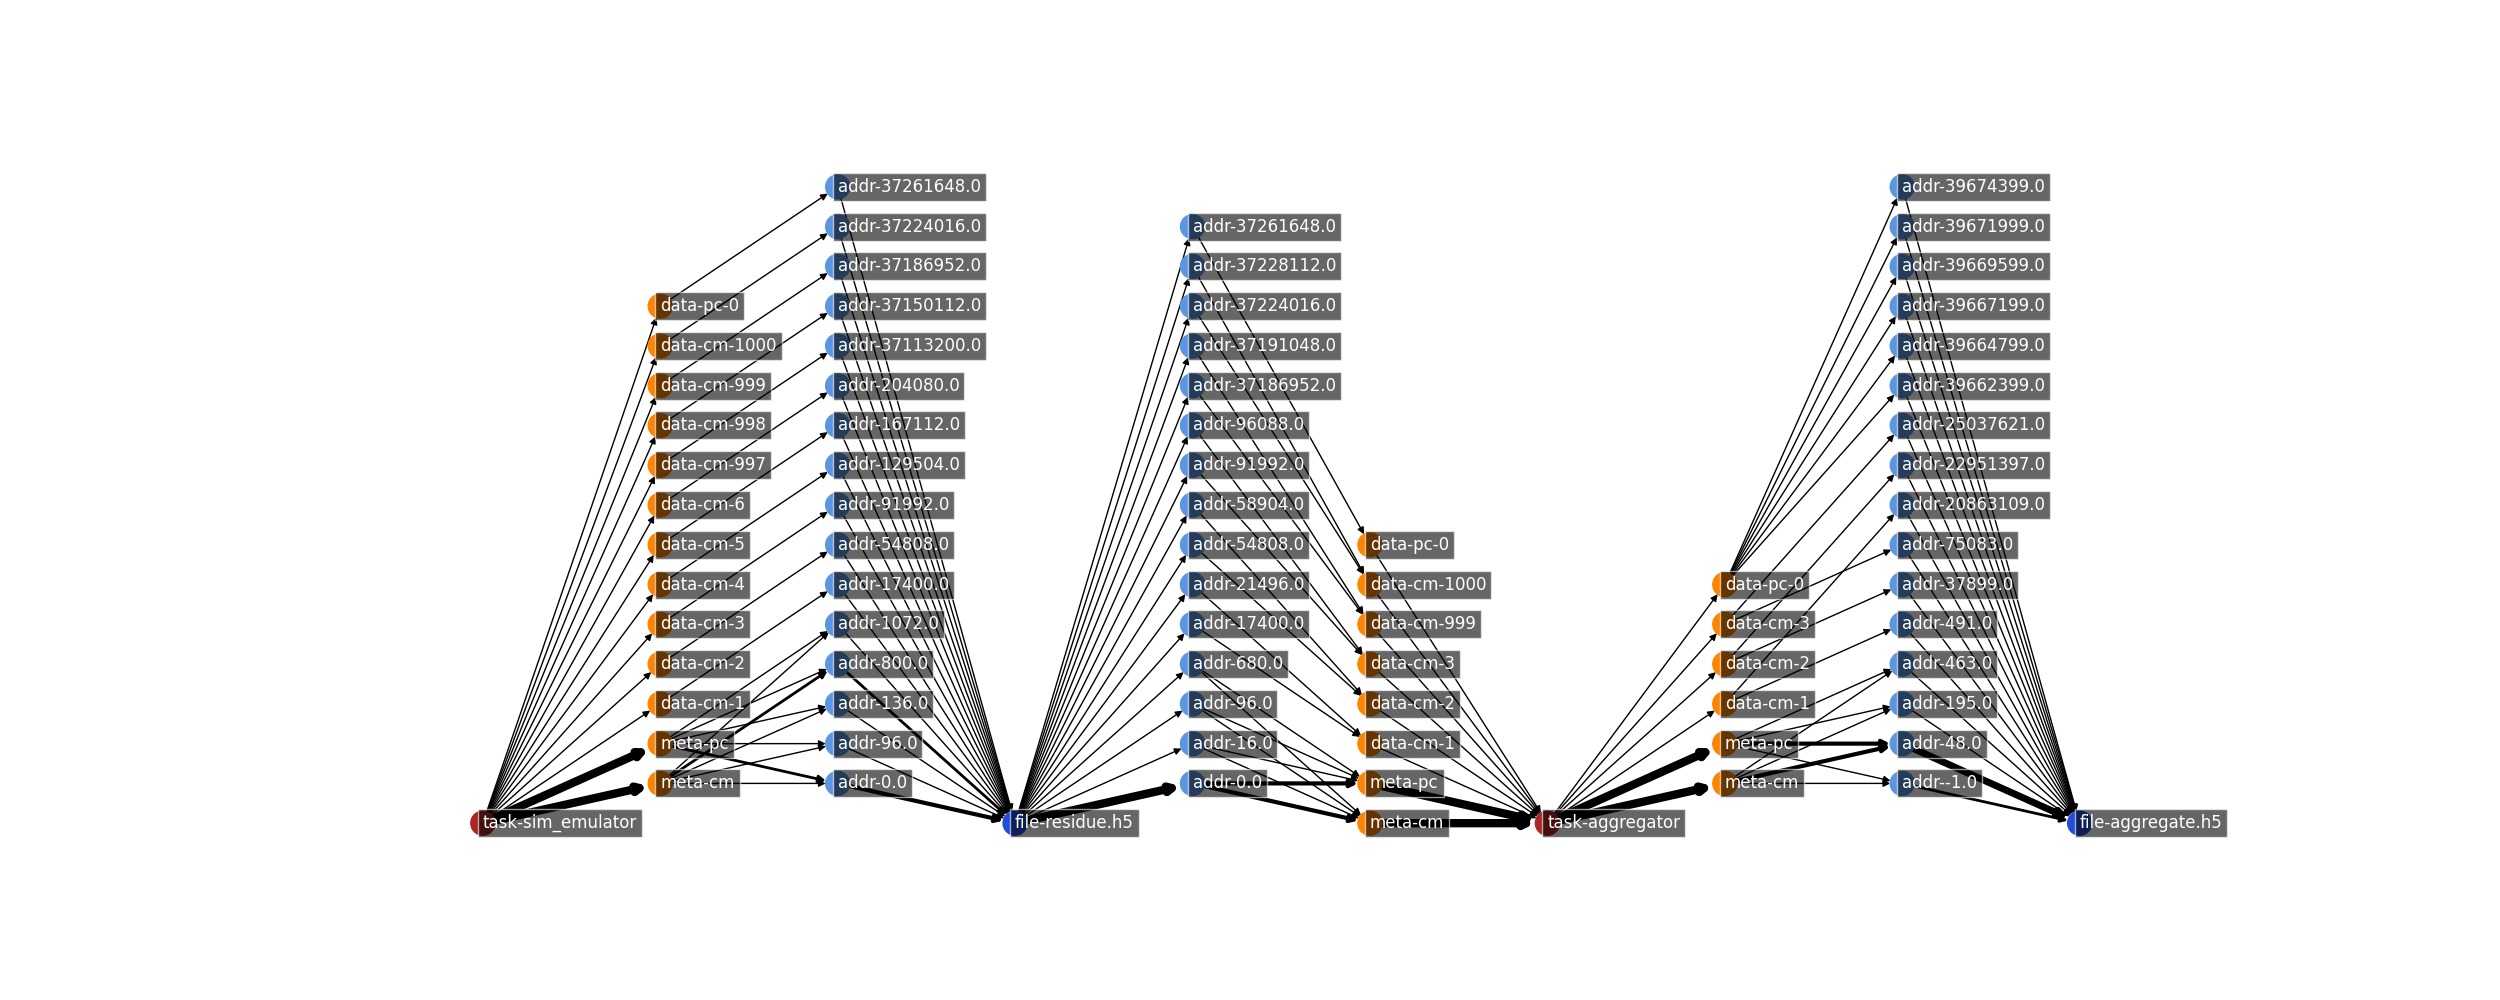 task-sim_emulator
data-pc-0
data-cm-1000
data-cm-999
data-cm-998
data-cm-997
data-cm-6
data-cm-5
data-cm-4
data-cm-3
data-cm-2
data-cm-1
meta-pc
meta-cm
addr-37261648.0
addr-37224016.0
addr-37186952.0
addr-37150112.0
addr-37113200.0
addr-204080.0
addr-167112.0
addr-129504.0
addr-91992.0
addr-54808.0
addr-17400.0
addr-1072.0
addr-800.0
addr-136.0
addr-96.0
addr-0.0
file-residue.h5
addr-37261648.0
addr-37228112.0
addr-37224016.0
addr-37191048.0
addr-37186952.0
addr-96088.0
addr-91992.0
addr-58904.0
addr-54808.0
addr-21496.0
addr-17400.0
addr-680.0
addr-96.0
addr-16.0
addr-0.0
data-pc-0
data-cm-1000
data-cm-999
data-cm-3
data-cm-2
data-cm-1
meta-pc
meta-cm
task-aggregator
data-pc-0
data-cm-3
data-cm-2
data-cm-1
meta-pc
meta-cm
addr-39674399.0
addr-39671999.0
addr-39669599.0
addr-39667199.0
addr-39664799.0
addr-39662399.0
addr-25037621.0
addr-22951397.0
addr-20863109.0
addr-75083.0
addr-37899.0
addr-491.0
addr-463.0
addr-195.0
addr-48.0
addr--1.0
file-aggregate.h5